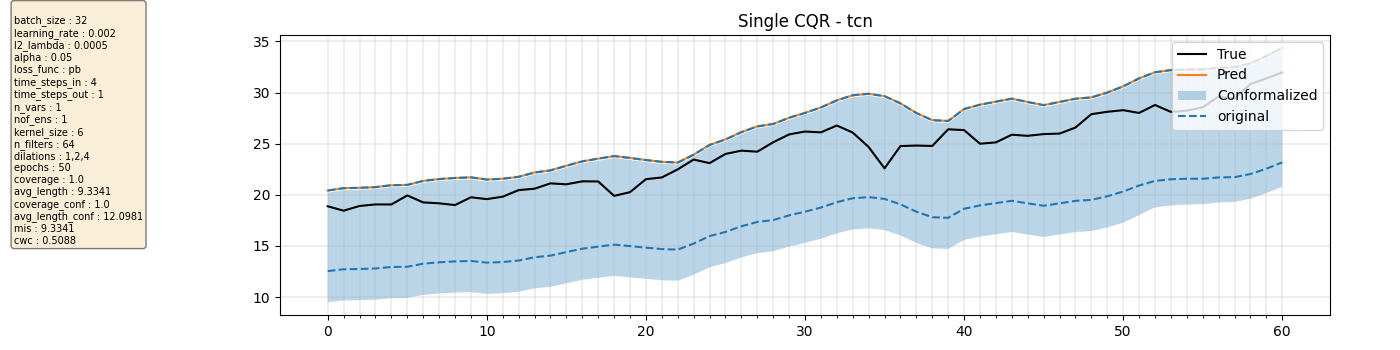 batch_size : 32
learning_rate : 0.002
l2_lambda : 0.0005
alpha : 0.05
loss_func : pb
time_steps_in : 4
time_steps_out : 1
n_vars : 1
nof_ens : 1
kernel_size : 6
n_filters : 64
dilations : 1,2,4
epochs : 50
coverage : 1.0
avg_length : 9.3341
coverage_conf : 1.0
avg_length_conf : 12.0981
mis : 9.3341
cwc : 0.5088
Single CQR - tcn
35
30
25
20
15
10
True
Pred
Conformalized
original
0
10
20
30
40
50
60